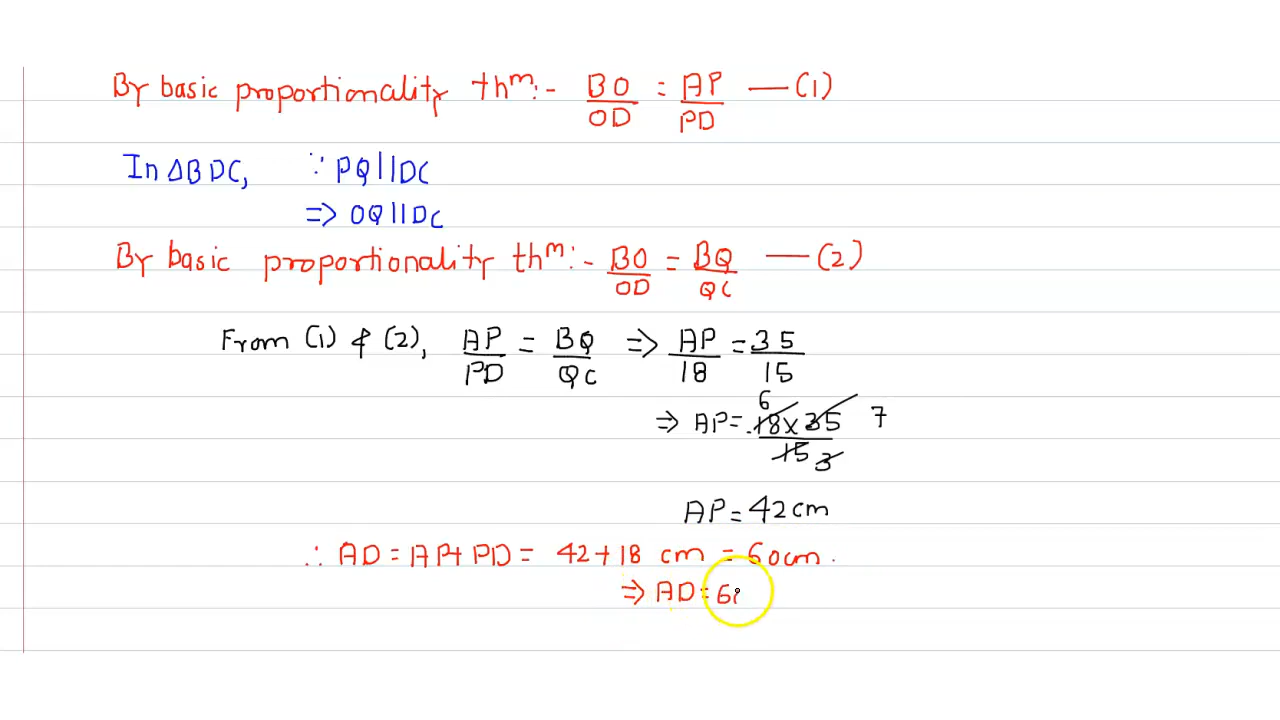 By basic proportionality thm:- BO/OD = AP/PD —(1)
In ΔBDC, ∵ PQ||DC
=> OQ||DC
By basic proportionality thm:- BO/OD = BQ/QC —(2)
From (1) & (2), AP/PD = BQ/QC => AP/18 = 35/15
=> AP = 18x35/15 6 7 3
AP = 42cm
∴ AD = AP+PD = 42+18 cm = 60cm.
=> AD = 6